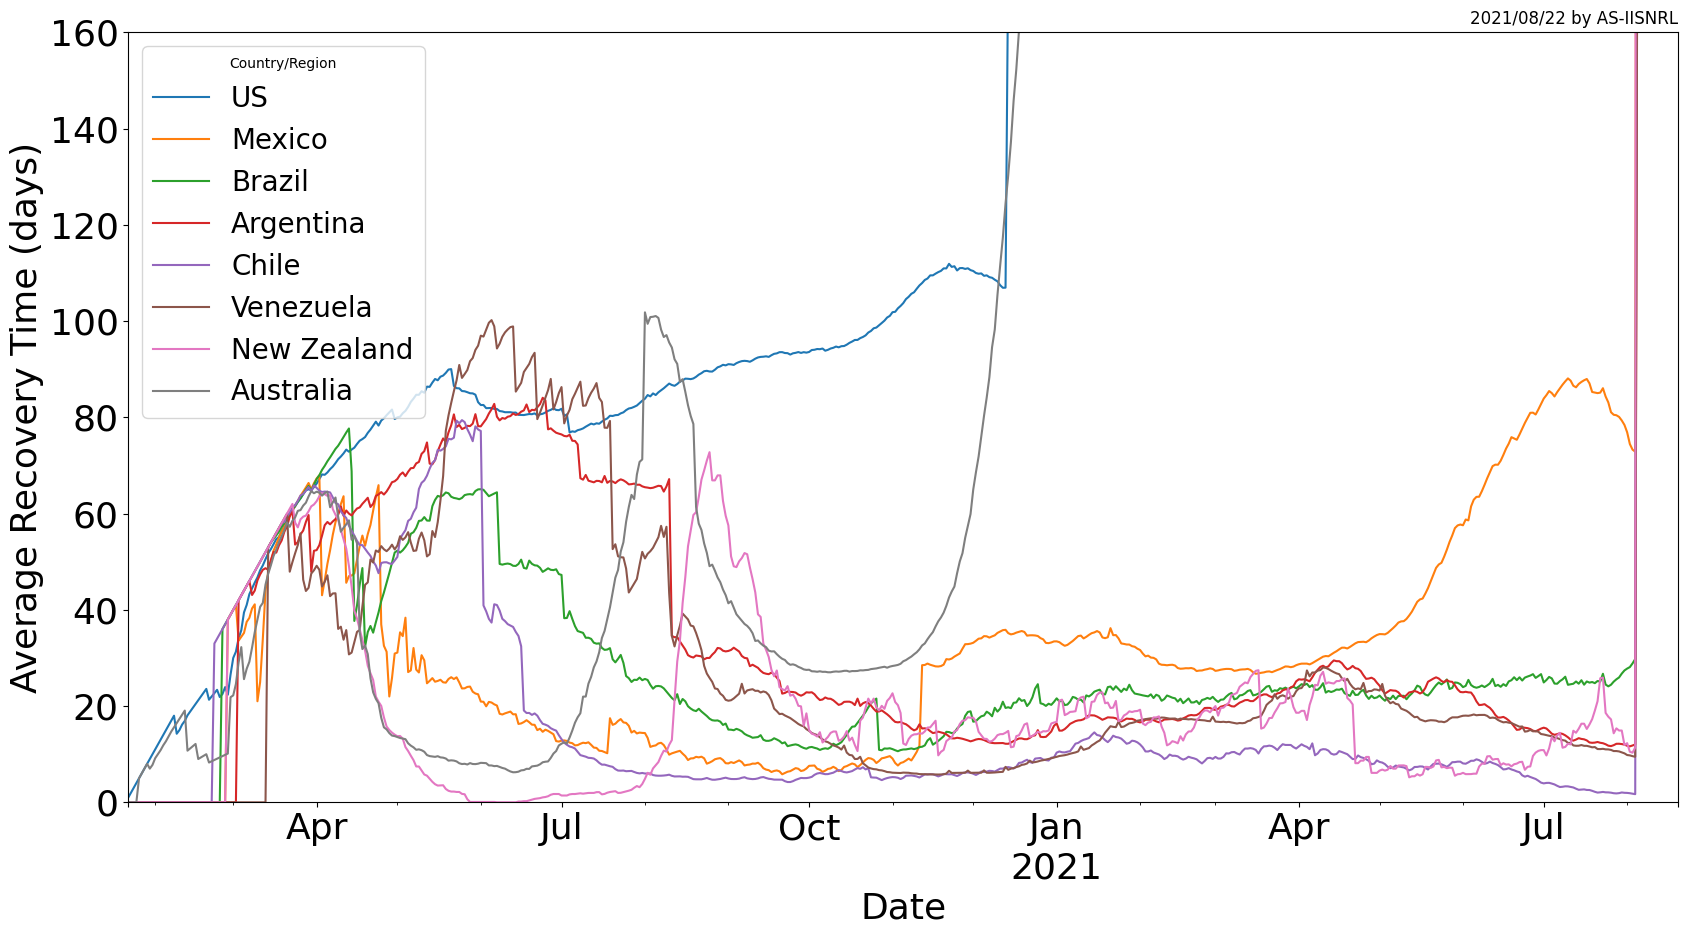 2021/08/22 by AS-IISNRL
160
140
120
100
80
60
40
20
0
Average Recovery Time (days)
Country/Region
US
Mexico
Brazil
Argentina
Chile
Venezuela
New Zealand
Australia
Apr
Jul
Oct
Jan
2021
Apr
Jul
Date